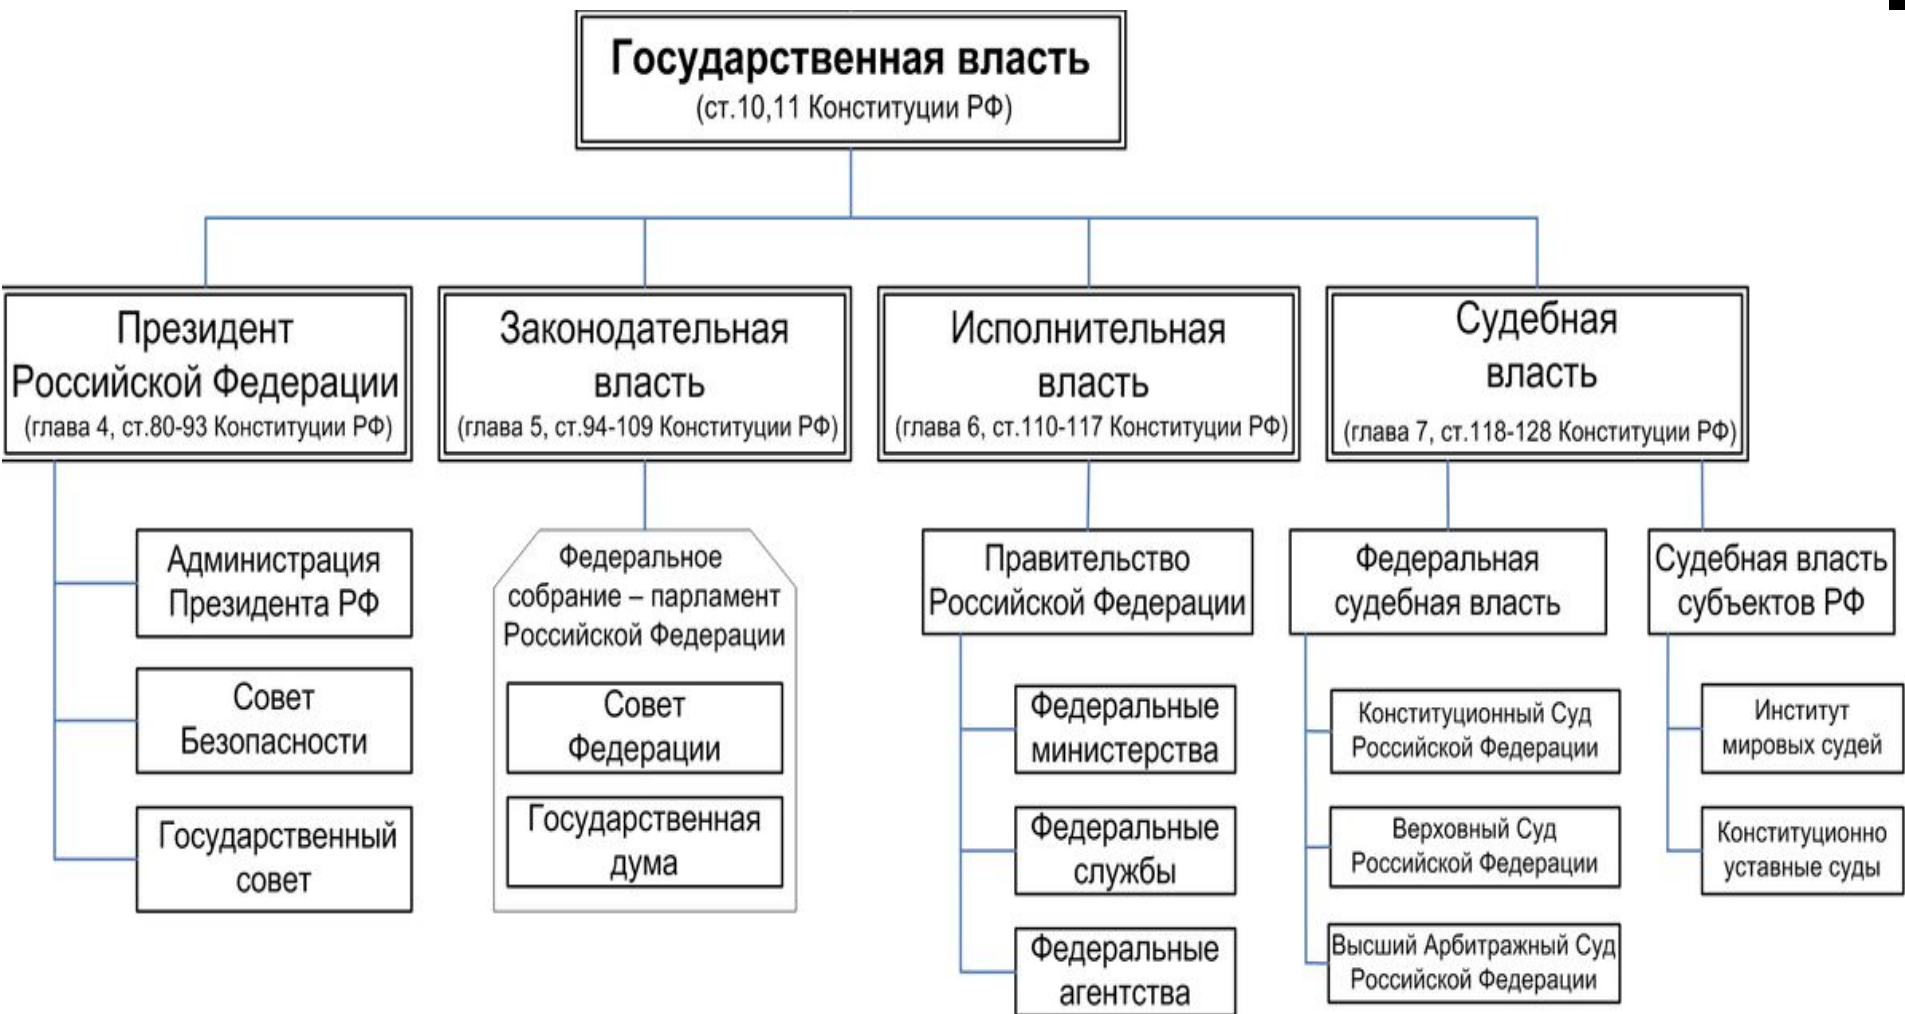 Государственная власть
(ст.10,11 Конституции РФ)
Президент
Российской Федерации
(глава 4, ст.80-93 Конституции РФ)
Законодательная
власть
(глава 5, ст.94-109 Конституции РФ)
Исполнительная
власть
(глава 6, ст.110-117 Конституции РФ)
Судебная
власть
(глава 7, ст.118-128 Конституции РФ)
Администрация
Президента РФ
Совет
Безопасности
Государственный
совет
Федеральное
собрание – парламент
Российской Федерации
Совет
Федерации
Государственная
дума
Правительство
Российской Федерации
Федеральные
министерства
Федеральные
службы
Федеральные
агентства
Федеральная
судебная власть
Конституционный Суд
Российской Федерации
Верховный Суд
Российской Федерации
Высший Арбитражный Суд
Российской Федерации
Судебная власть
субъектов РФ
Институт
мировых судей
Конституционно
уставные суды